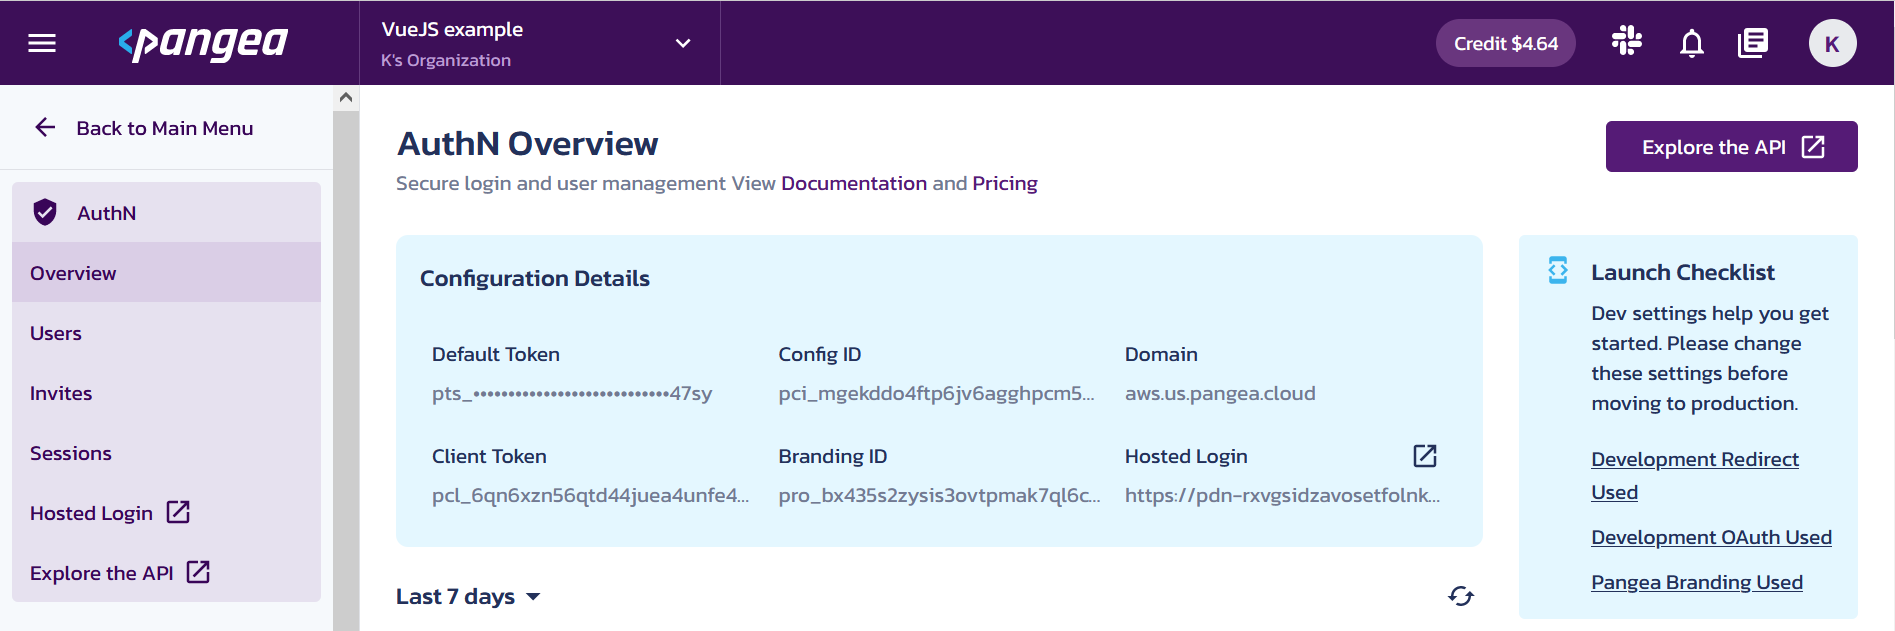 pangea
VueJS example
K's Organization
Credit $4.64
K
Back to Main Menu
AuthN
Overview
Users
Invites
Sessions
Hosted Login
Explore the API
AuthN Overview
Secure login and user management View Documentation and Pricing
Explore the API
Configuration Details
Default Token
pts_••••••••••••••••••••••••••••47sy
Config ID
pci_mgekddo4ftp6jv6agghpcm5...
Domain
aws.us.pangea.cloud
Client Token
pcl_6qn6xzn56qtd44juea4unfe4...
Branding ID
pro_bx435s2zysis3ovtpmak7ql6c...
Hosted Login
https://pdn-rxvgsidzavosetfolnk...
Last 7 days
Launch Checklist
Dev settings help you get
started. Please change
these settings before
moving to production.
Development Redirect
Used
Development OAuth Used
Pangea Branding Used